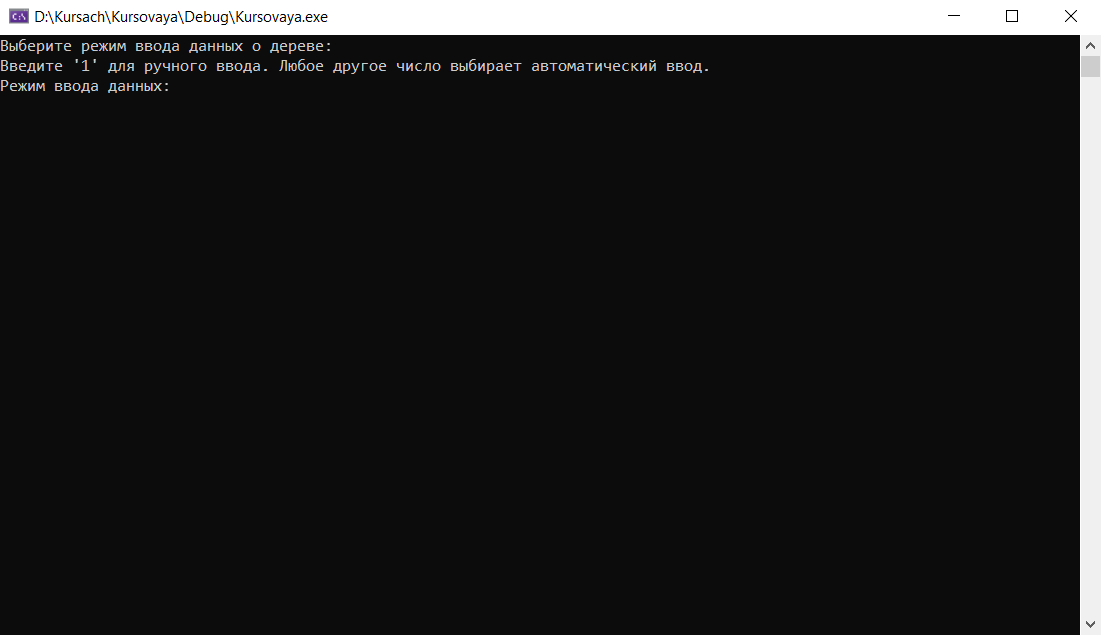 D:\Kursach\Kursovaya\Debug\Kursovaya.exe
Выберите режим ввода данных о дереве:
Введите '1' для ручного ввода. Любое другое число выбирает автоматический ввод.
Режим ввода данных: